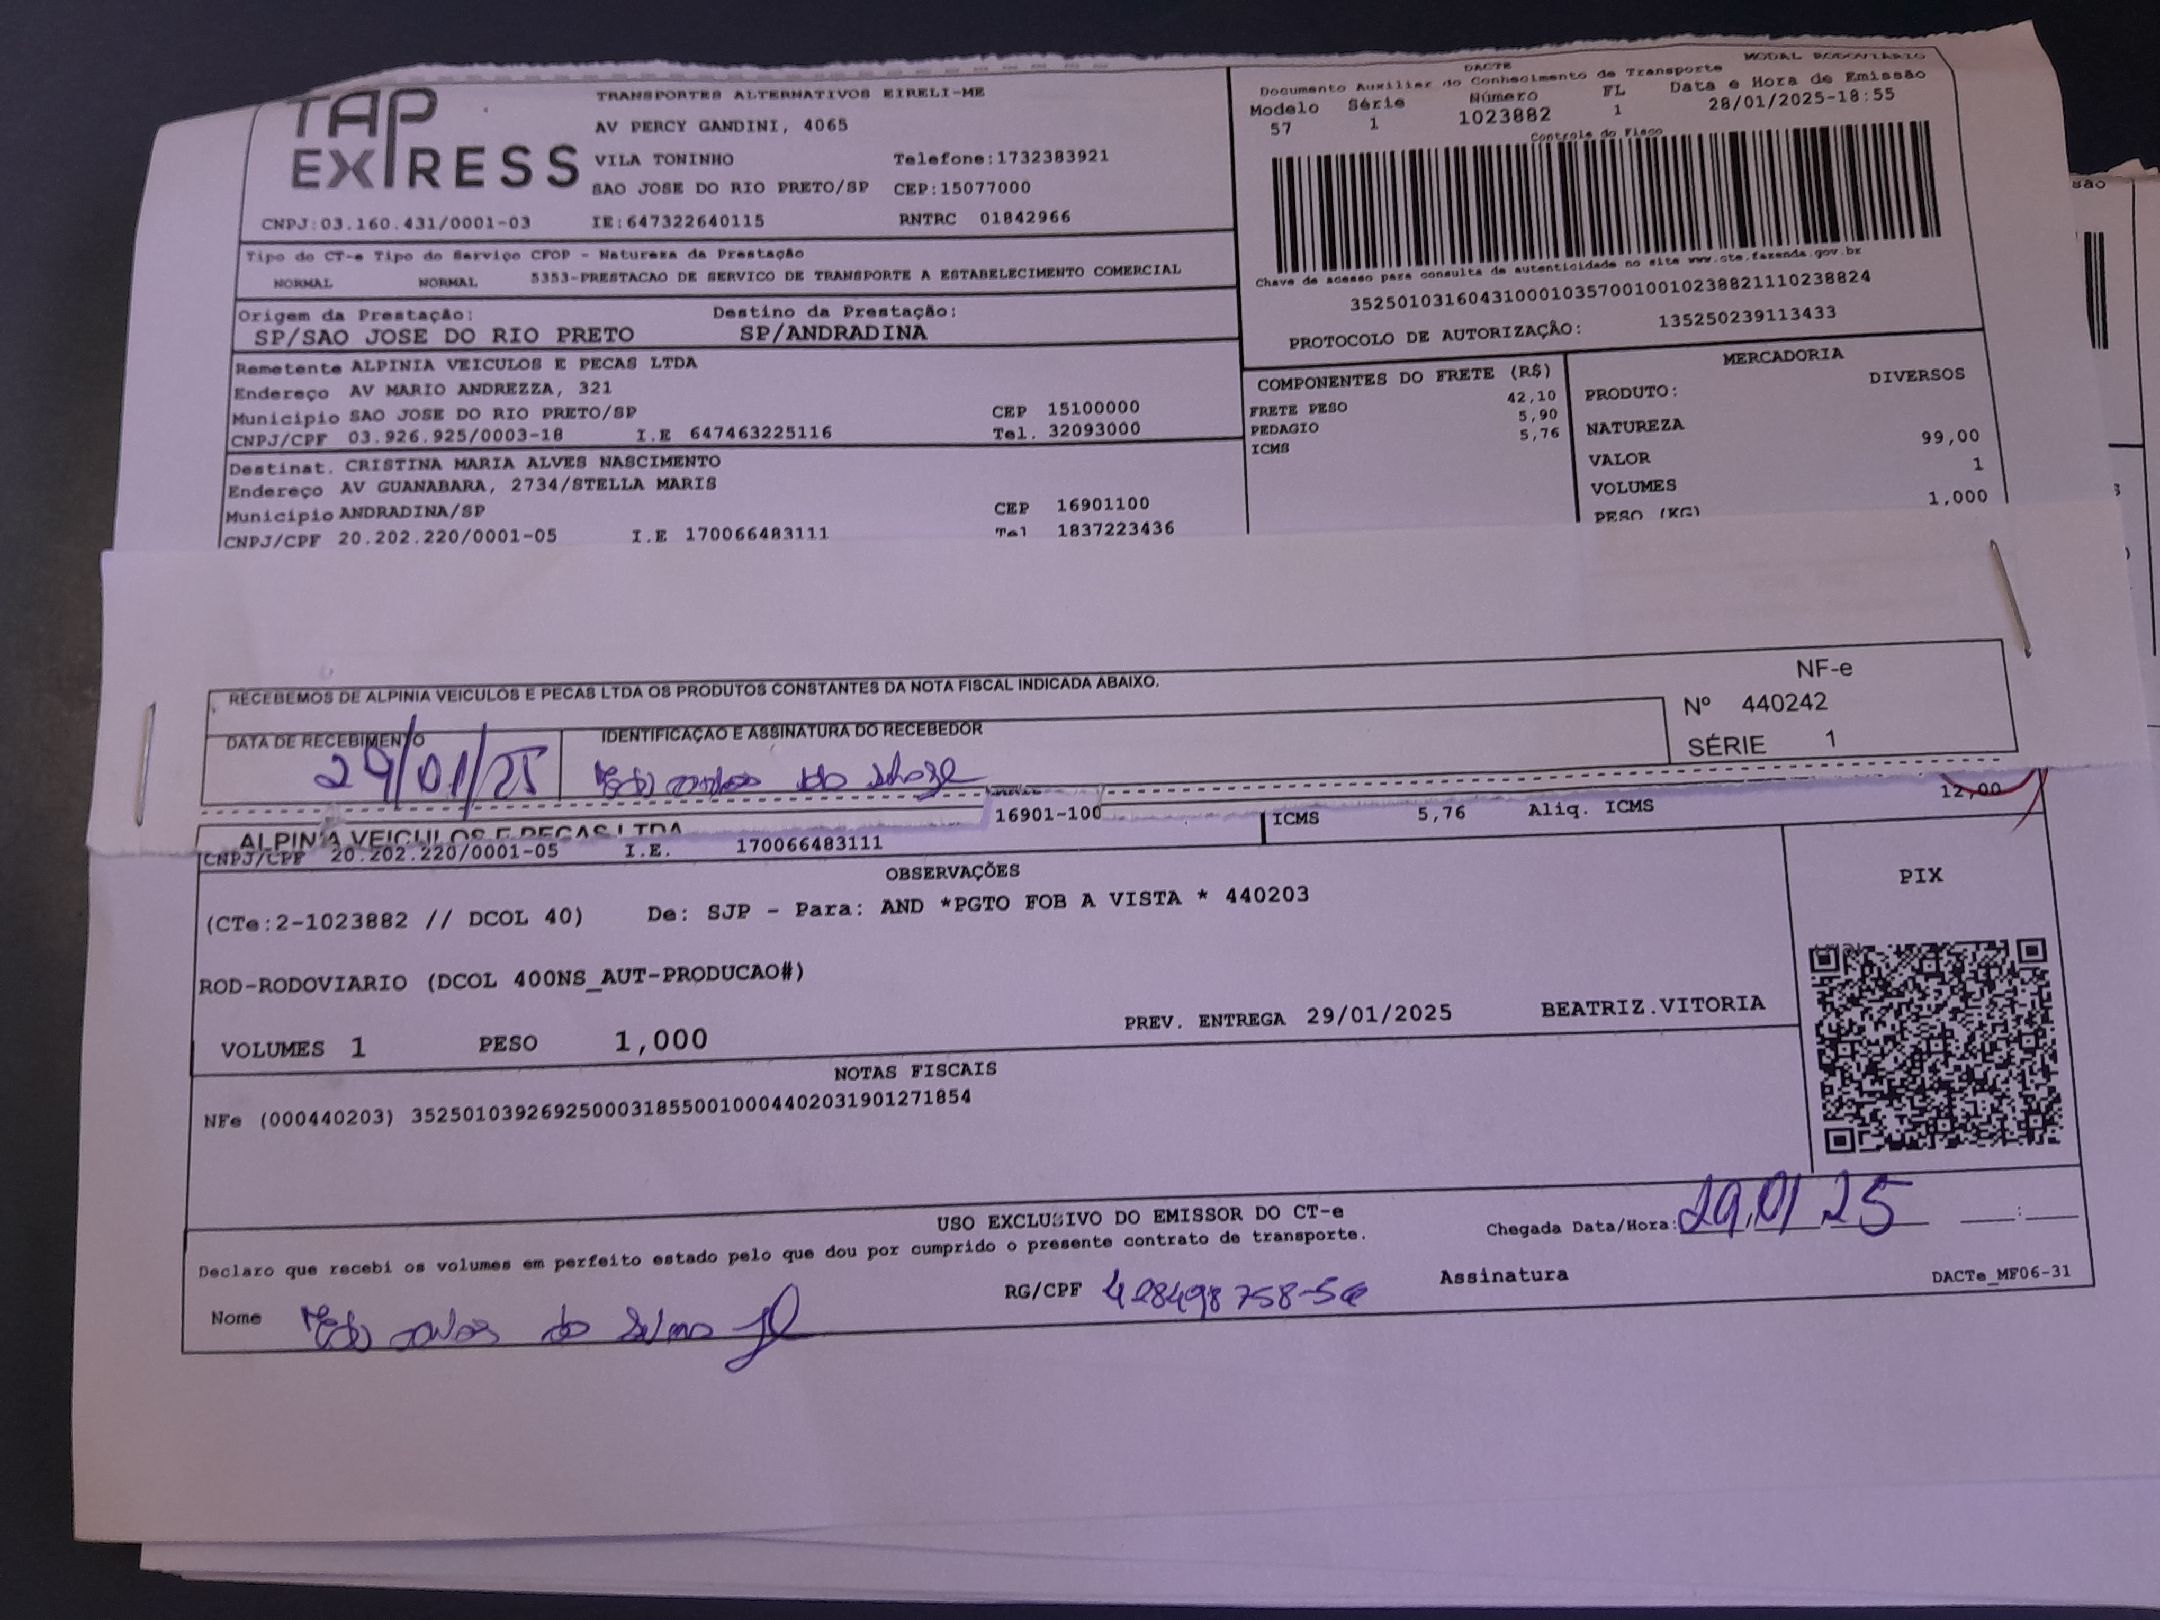 TAP
EXPRESS
TRANSPORTES ALTERNATIVOS EIRELI-ME
AV PERCY GANDINI, 4065
VILA TONINHO Telefone:1732383921
SAO JOSE DO RIO PRETO/SP CEP:15077000
CNPJ:03.160.431/0001-03 IE:647322640115 RNTRC 01842966
DACTE MODAL RODOVIÁRIO
Documento Auxiliar do Conhecimento de Transporte
Modelo Série Número FL Data e Hora de Emissão
57 1 1023882 1 28/01/2025-18:55
Controle do Fisco
Chave de acesso para consulta de autenticidade no site www.cte.fazenda.gov.br
35250103160431000103570010010238821110238824
PROTOCOLO DE AUTORIZAÇÃO: 135250239113433
Tipo do CT-e Tipo do Serviço CFOP - Natureza da Prestação
NORMAL NORMAL 5353-PRESTACAO DE SERVICO DE TRANSPORTE A ESTABELECIMENTO COMERCIAL
Origem da Prestação: Destino da Prestação:
SP/SAO JOSE DO RIO PRETO SP/ANDRADINA
Remetente ALPINIA VEICULOS E PECAS LTDA
Endereço AV MARIO ANDREZZA, 321
Municipio SAO JOSE DO RIO PRETO/SP CEP 15100000
CNPJ/CPF 03.926.925/0003-18 I.E 647463225116 Tel. 32093000
Destinat. CRISTINA MARIA ALVES NASCIMENTO
Endereço AV GUANABARA, 2734/STELLA MARIS
Municipio ANDRADINA/SP CEP 16901100
CNPJ/CPF 20.202.220/0001-05 I.E 170066483111 Tel 1837223436
COMPONENTES DO FRETE (R$)
FRETE PESO 42,10
PEDAGIO 5,90
ICMS 5,76
MERCADORIA
PRODUTO: DIVERSOS
NATUREZA
VALOR 99,00
VOLUMES 1
PESO (KG) 1,000
RECEBEMOS DE ALPINIA VEICULOS E PECAS LTDA OS PRODUTOS CONSTANTES DA NOTA FISCAL INDICADA ABAIXO.
NF-e
Nº 440242
SÉRIE 1
DATA DE RECEBIMENTO IDENTIFICAÇÃO E ASSINATURA DO RECEBEDOR
29/01/25
16901-100 ICMS 5,76 Aliq. ICMS 12,00
ALPINIA VEICULOS E PECAS LTDA
CNPJ/CPF 20.202.220/0001-05 I.E. 170066483111
OBSERVAÇÕES
(CTe:2-1023882 // DCOL 40) De: SJP - Para: AND *PGTO FOB A VISTA * 440203
ROD-RODOVIARIO (DCOL 400NS_AUT-PRODUCAO#)
VOLUMES 1 PESO 1,000 PREV. ENTREGA 29/01/2025 BEATRIZ.VITORIA
PIX
NOTAS FISCAIS
NFe (000440203) 35250103926925000318550010004402031901271854
USO EXCLUSIVO DO EMISSOR DO CT-e
Declaro que recebi os volumes em perfeito estado pelo que dou por cumprido o presente contrato de transporte.
Chegada Data/Hora: 29 01 25 :
Nome RG/CPF Assinatura DACTe_MF06-31